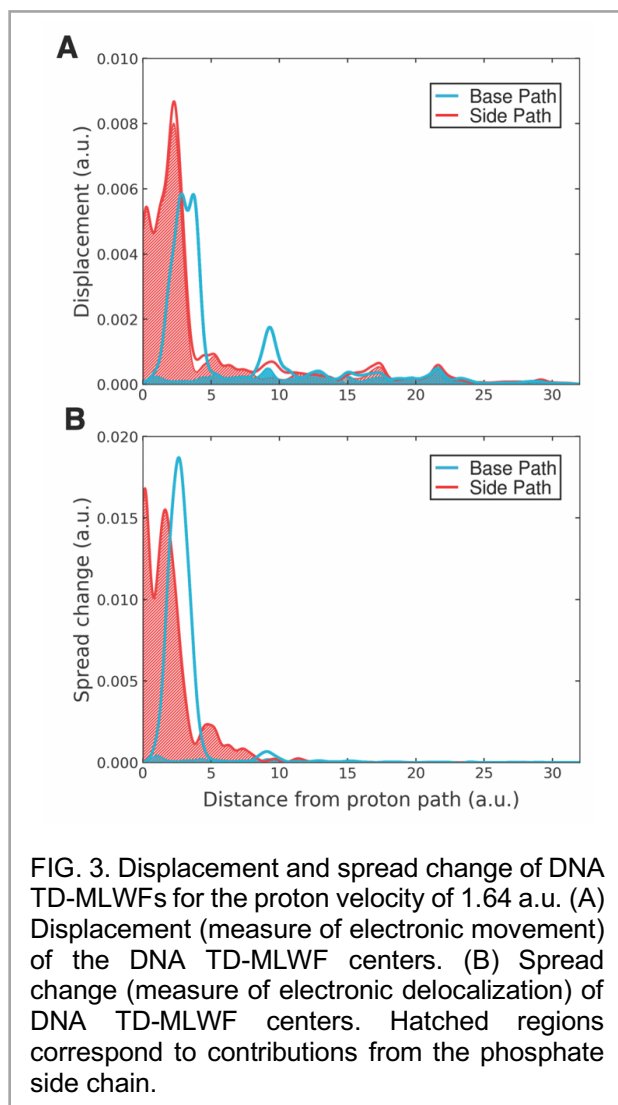 A
0.010
0.008
0.006
0.004
0.002
0.000
Displacement (a.u.)
Base Path
Side Path
0 5 10 15 20 25 30
B
0.020
0.015
0.010
0.005
0.000
Spread change (a.u.)
Base Path
Side Path
0 5 10 15 20 25 30
Distance from proton path (a.u.)
FIG. 3. Displacement and spread change of DNA
TD-MLWFs for the proton velocity of 1.64 a.u. (A)
Displacement (measure of electronic movement)
of the DNA TD-MLWF centers. (B) Spread
change (measure of electronic delocalization) of
DNA TD-MLWF centers. Hatched regions
correspond to contributions from the phosphate
side chain.